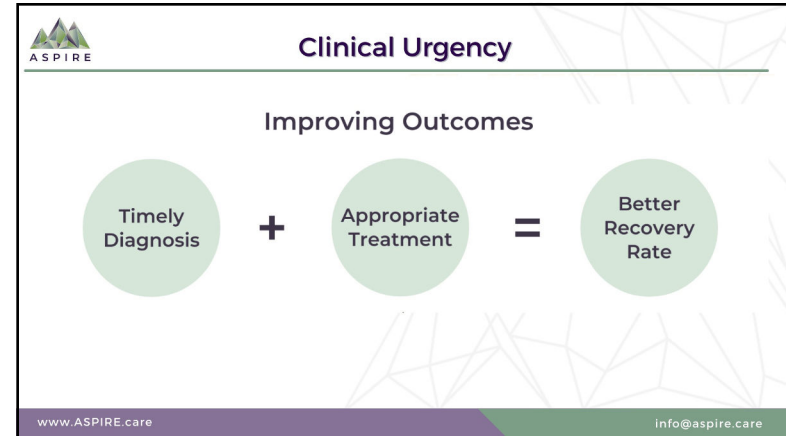 ASPIRE
Clinical Urgency
Improving Outcomes
Timely
Diagnosis
+
Appropriate
Treatment
=
Better
Recovery
Rate
www.ASPIRE.care
info@aspire.care